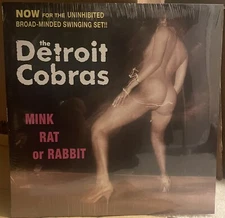 NOW FOR THE UNINHIBITED
BROAD-MINDED SWINGING SET!!
the
Detroit
Cobras
MINK
RAT
or RABBIT